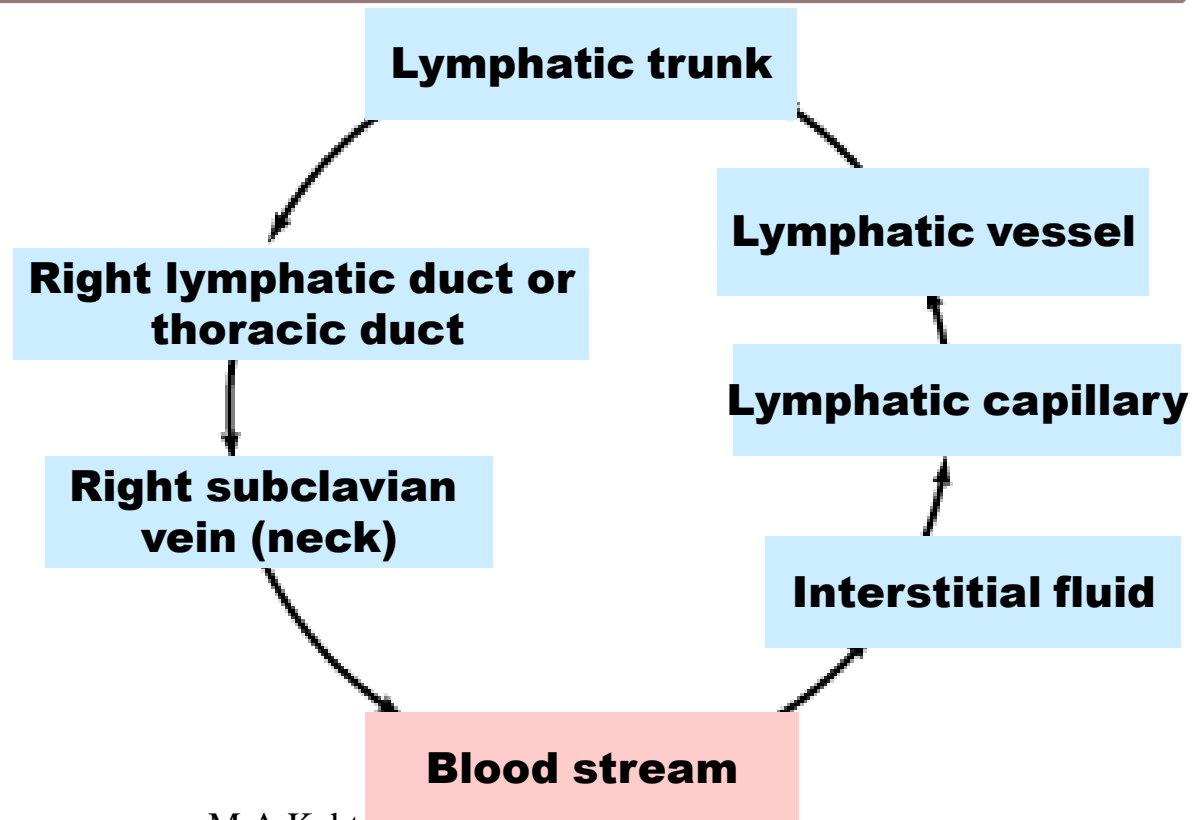 Lymphatic trunk
Lymphatic vessel
Right lymphatic duct or
thoracic duct
Lymphatic capillary
Right subclavian
vein (neck)
Interstitial fluid
Blood stream